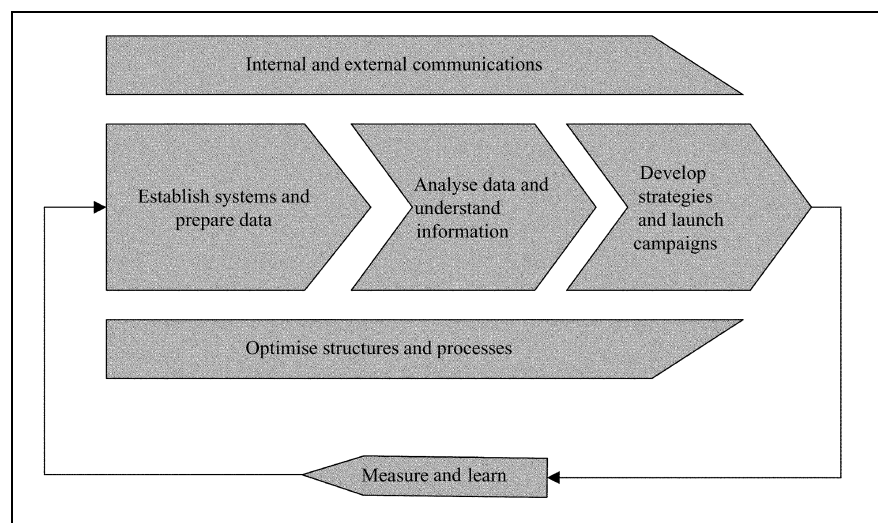 Internal and external communications
Establish systems and
prepare data
Analyse data and
understand
information
Develop
strategies
and launch
campaigns
Optimise structures and processes
Measure and learn